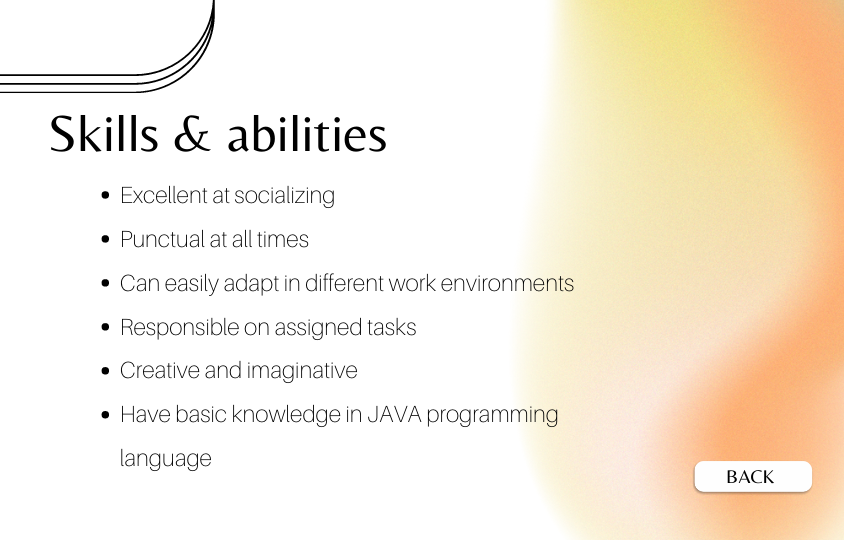 Skills & abilities
• Excellent at socializing
• Punctual at all times
• Can easily adapt in different work environments
• Responsible on assigned tasks
• Creative and imaginative
• Have basic knowledge in JAVA programming
language
BACK